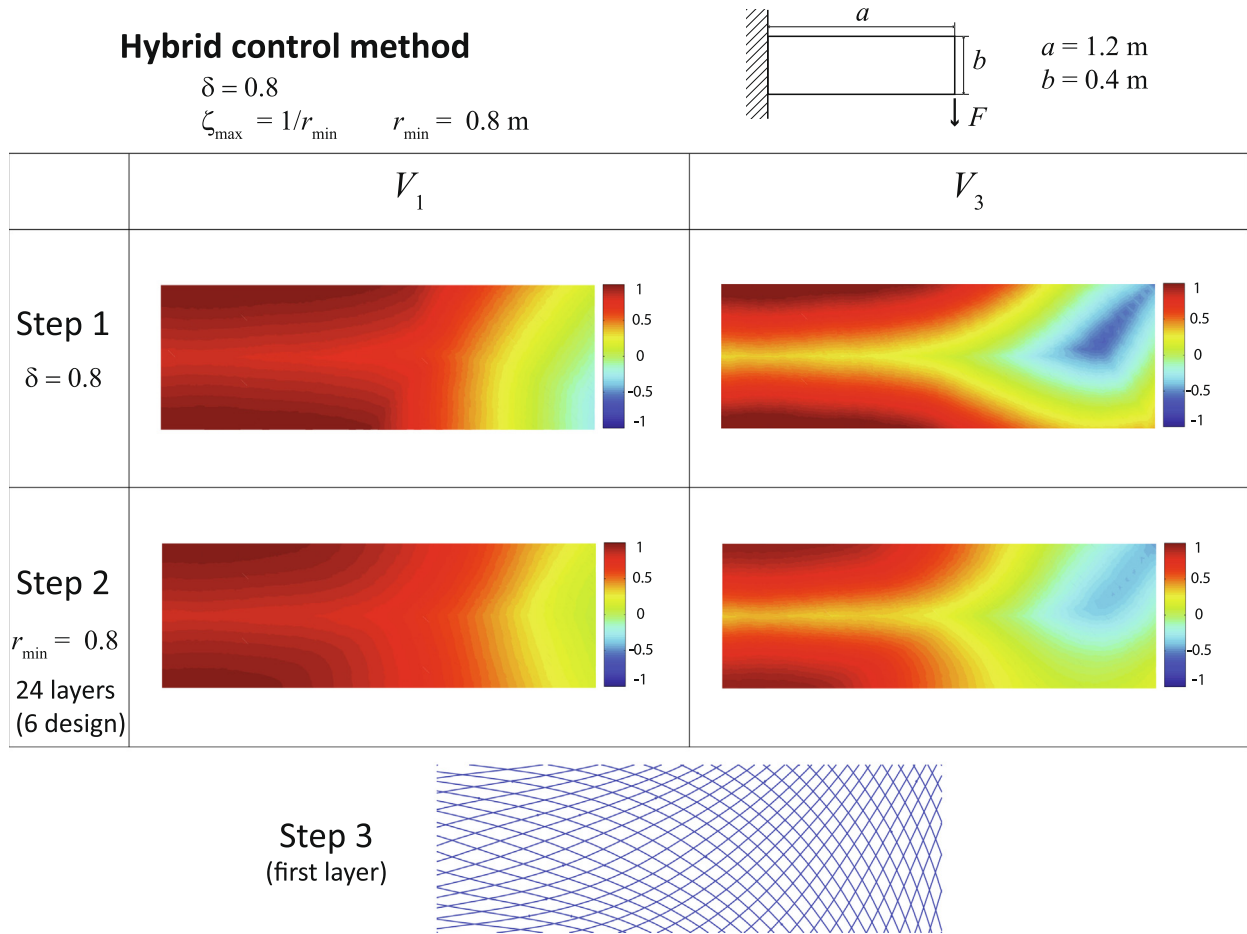 Hybrid control method
δ = 0.8
ζmax = 1/rmin rmin = 0.8 m
a
b
F
a = 1.2 m
b = 0.4 m
V1
V3
Step 1
δ = 0.8
1
0.5
0
-0.5
-1
1
0.5
0
-0.5
-1
Step 2
rmin = 0.8
24 layers
(6 design)
1
0.5
0
-0.5
-1
1
0.5
0
-0.5
-1
Step 3
(first layer)